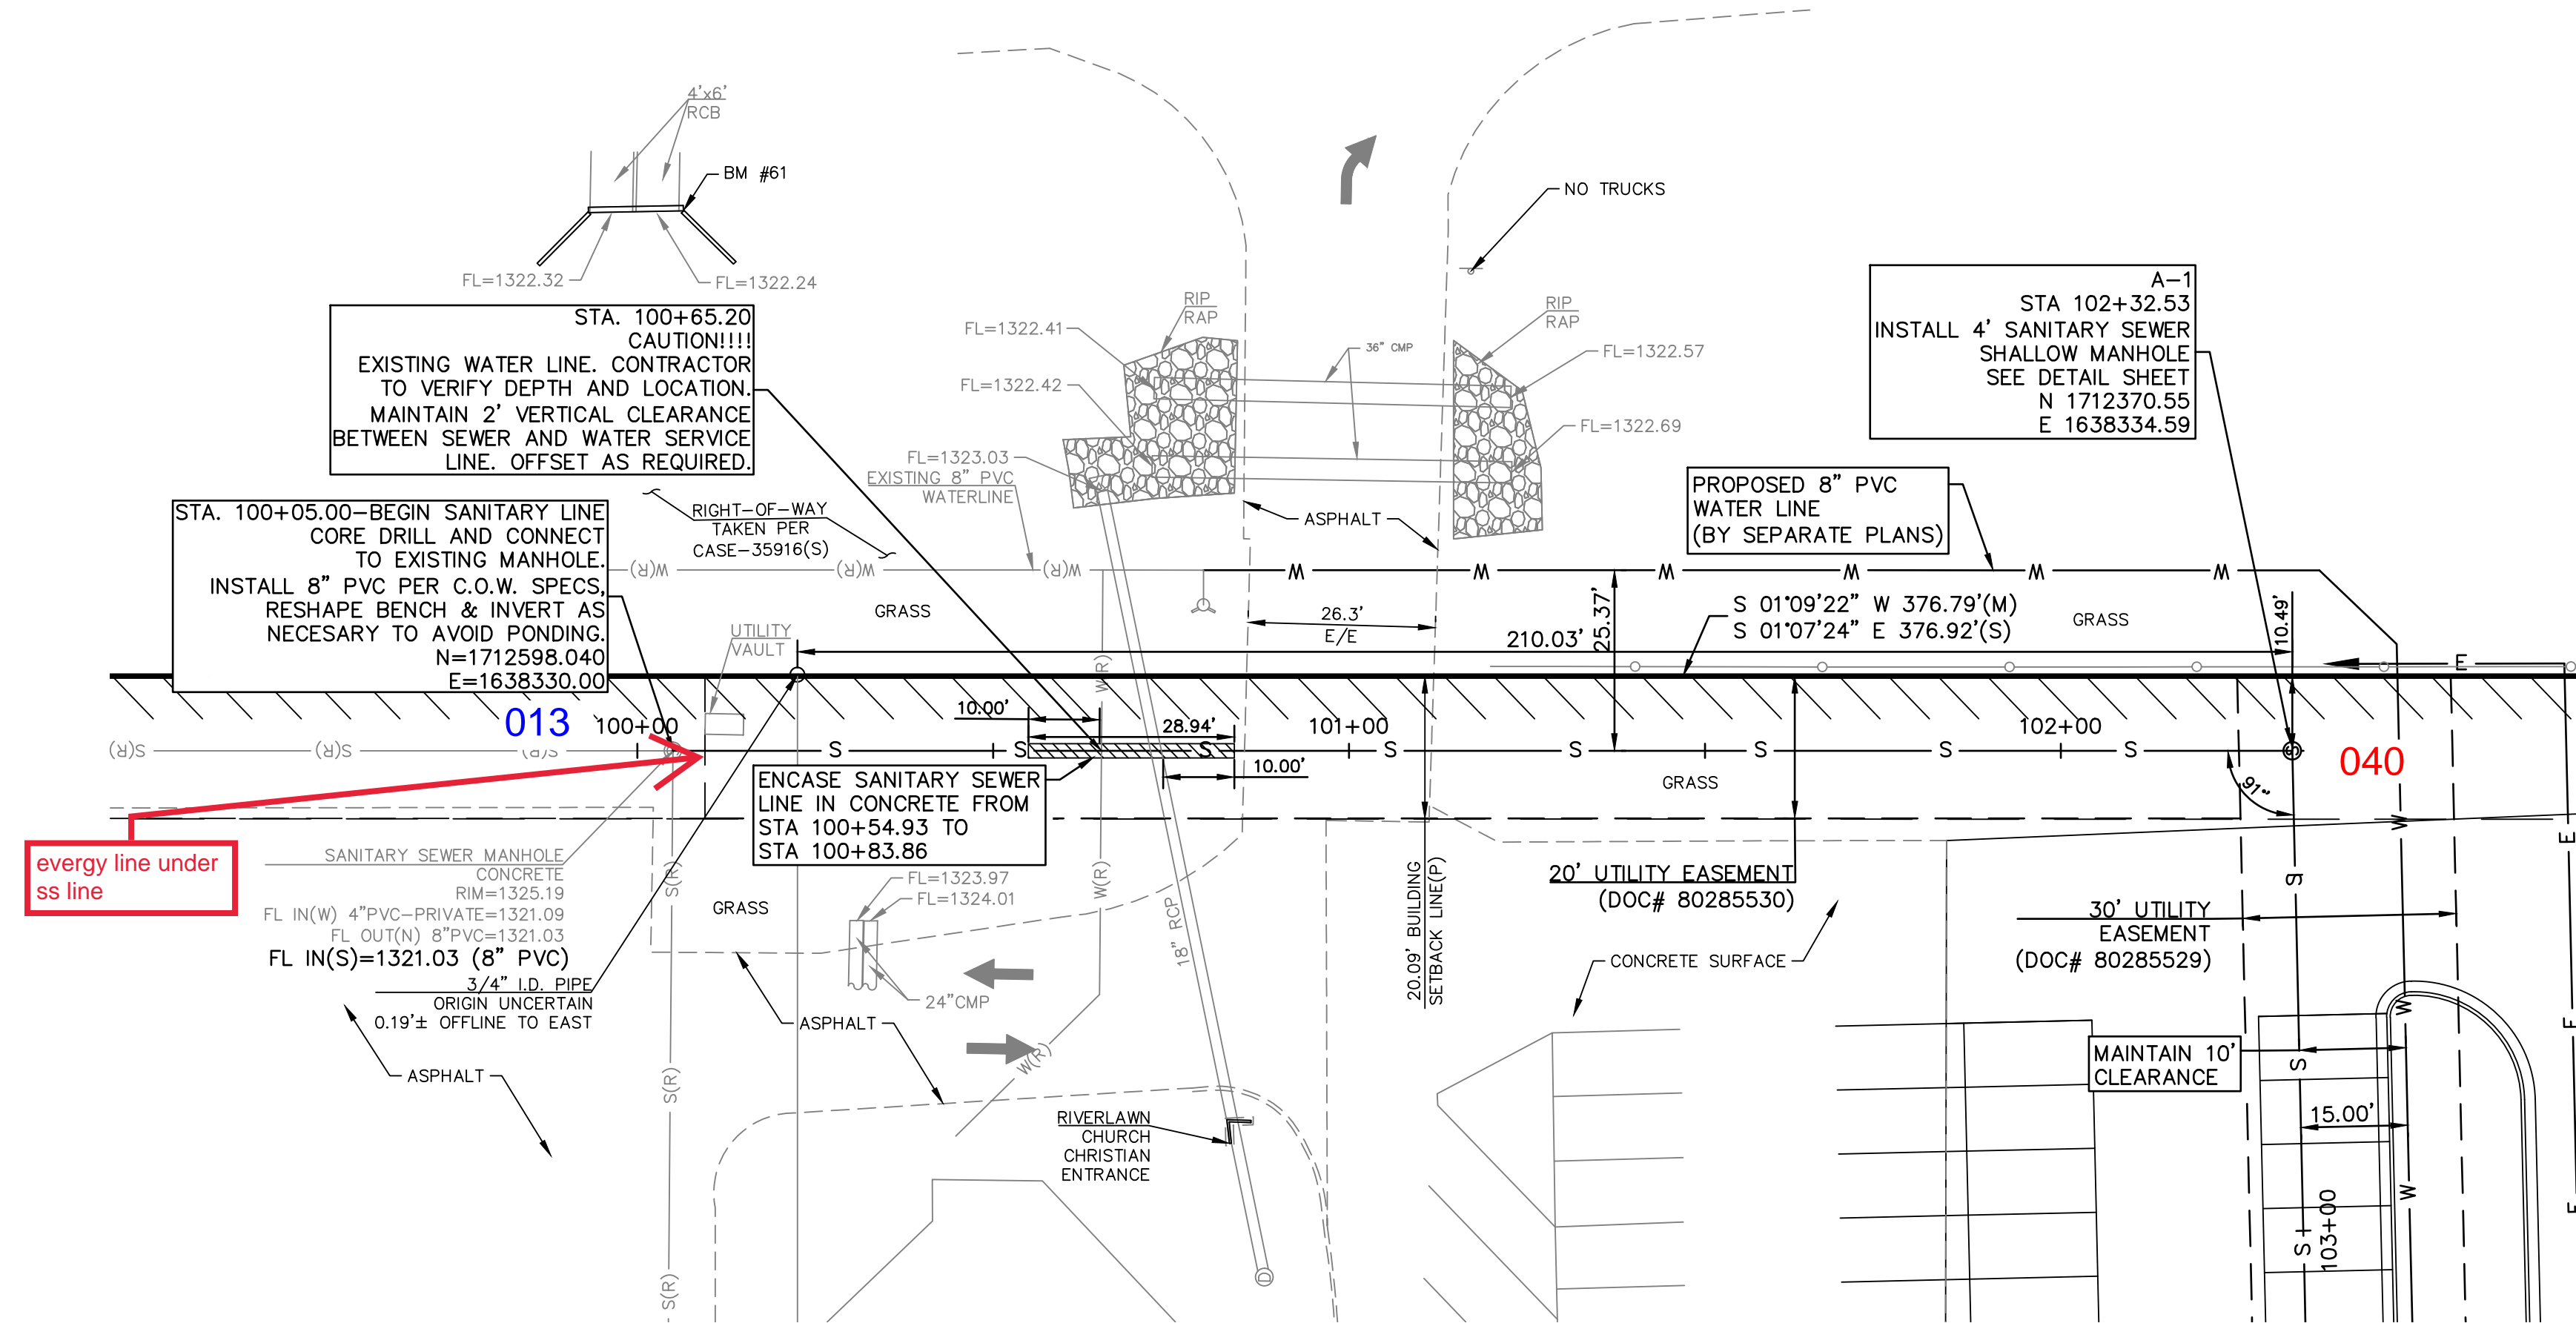 4'x6'
RCB
BM #61
FL=1322.32
FL=1322.24
NO TRUCKS
STA. 100+65.20
CAUTION!!!!
EXISTING WATER LINE. CONTRACTOR
TO VERIFY DEPTH AND LOCATION.
MAINTAIN 2' VERTICAL CLEARANCE
BETWEEN SEWER AND WATER SERVICE
LINE. OFFSET AS REQUIRED.
RIP
RAP
FL=1322.41
FL=1322.42
36" CMP
RIP
RAP
FL=1322.57
FL=1322.69
A-1
STA 102+32.53
INSTALL 4' SANITARY SEWER
SHALLOW MANHOLE
SEE DETAIL SHEET
N 1712370.55
E 1638334.59
FL=1323.03
EXISTING 8" PVC
WATERLINE
STA. 100+05.00-BEGIN SANITARY LINE
CORE DRILL AND CONNECT
TO EXISTING MANHOLE.
INSTALL 8" PVC PER C.O.W. SPECS,
RESHAPE BENCH & INVERT AS
NECESARY TO AVOID PONDING.
N=1712598.040
E=1638330.00
RIGHT-OF-WAY
TAKEN PER
CASE-35916(S)
ASPHALT
PROPOSED 8" PVC
WATER LINE
(BY SEPARATE PLANS)
W(R) W(R) W(R) W W W W W W
GRASS
26.3'
E/E
210.03'
25.37'
S 01°09'22" W 376.79'(M)
S 01°07'24" E 376.92'(S)
GRASS
10.49'
UTILITY
VAULT
W(R)
E
013
100+00
10.00'
28.94'
101+00
102+00
S(R) S(R) S(R) S S S S S S S S S
040
10.00'
GRASS
91°
ENCASE SANITARY SEWER
LINE IN CONCRETE FROM
STA 100+54.93 TO
STA 100+83.86
evergy line under
ss line
SANITARY SEWER MANHOLE
CONCRETE
RIM=1325.19
FL IN(W) 4"PVC-PRIVATE=1321.09
FL OUT(N) 8"PVC=1321.03
FL IN(S)=1321.03 (8" PVC)
3/4" I.D. PIPE
ORIGIN UNCERTAIN
0.19'± OFFLINE TO EAST
S(R)
GRASS
FL=1323.97
FL=1324.01
W(R)
20.09' BUILDING
SETBACK LINE(P)
20' UTILITY EASEMENT
(DOC# 80285530)
30' UTILITY
EASEMENT
(DOC# 80285529)
S
W
E
18" RCP
24"CMP
CONCRETE SURFACE
ASPHALT
W
E
ASPHALT
S(R)
W(R)
MAINTAIN 10'
CLEARANCE
S
15.00'
RIVERLAWN
CHURCH
CHRISTIAN
ENTRANCE
W
E
S
103+00
S(R)
D